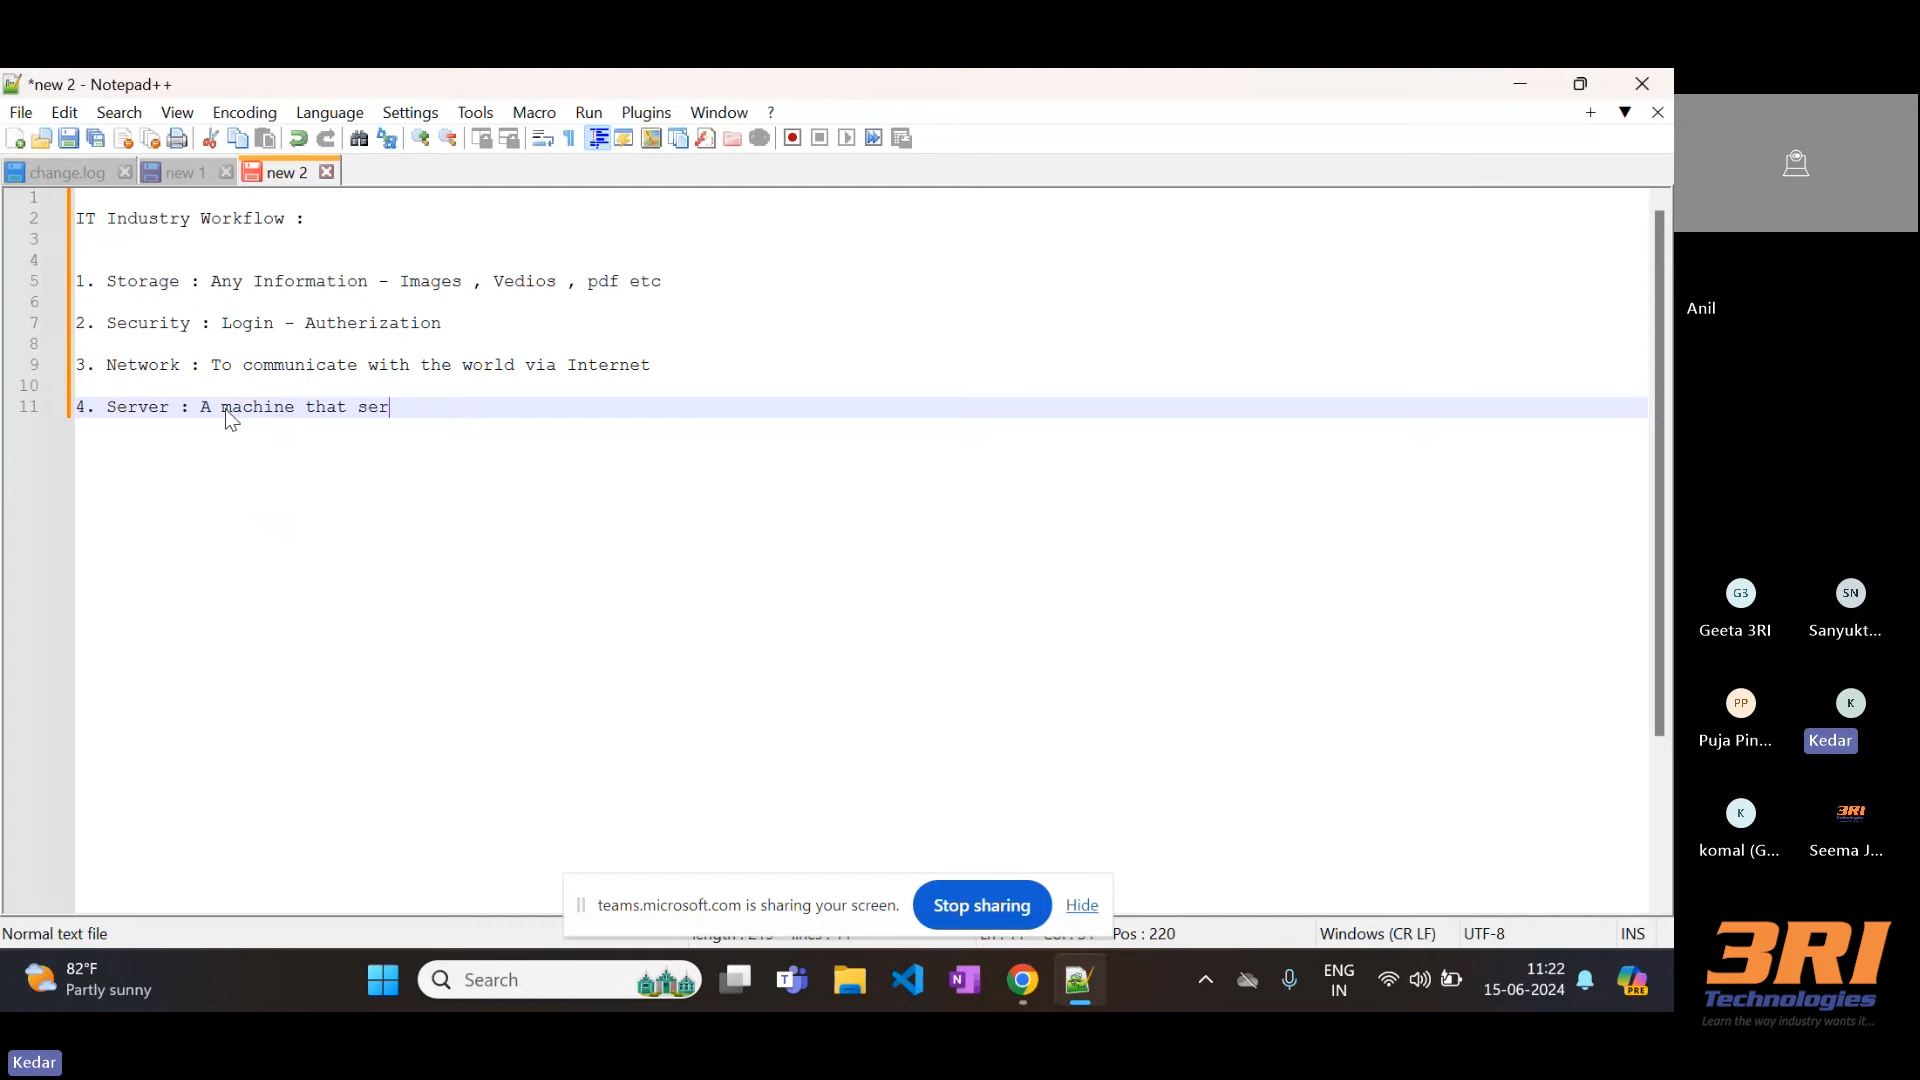 *new 2 - Notepad++
File Edit Search View Encoding Language Settings Tools Macro Run Plugins Window ?
change.log new 1 new 2
1
2 IT Industry Workflow :
3
4
5 1. Storage : Any Information - Images , Vedios , pdf etc
6
7 2. Security : Login - Autherization
8
9 3. Network : To communicate with the world via Internet
10
11 4. Server : A machine that ser
teams.microsoft.com is sharing your screen. Stop sharing Hide
Normal text file Pos : 220 Windows (CR LF) UTF-8 INS
82°F
Partly sunny
Search
ENG
IN
11:22
15-06-2024
PRE
Anil
G3 SN
Geeta 3RI Sanyukt...
PP K
Puja Pin... Kedar
K 3RI
komal (G... Seema J...
3RI
Technologies
Learn the way industry wants it...
Kedar